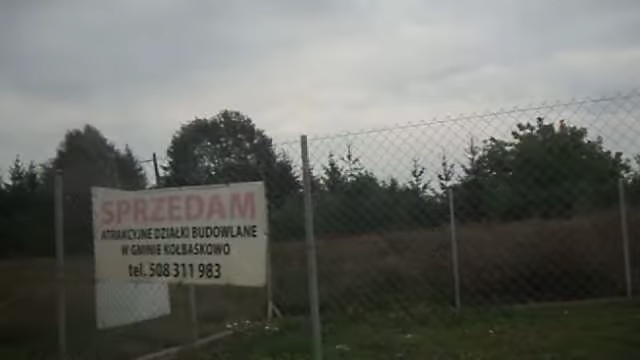 SPRZEDAM
ATRAKCYJNE DZIAŁKI BUDOWLANE
W GMINIE KOŁBASKOWO
tel. 508 311 983